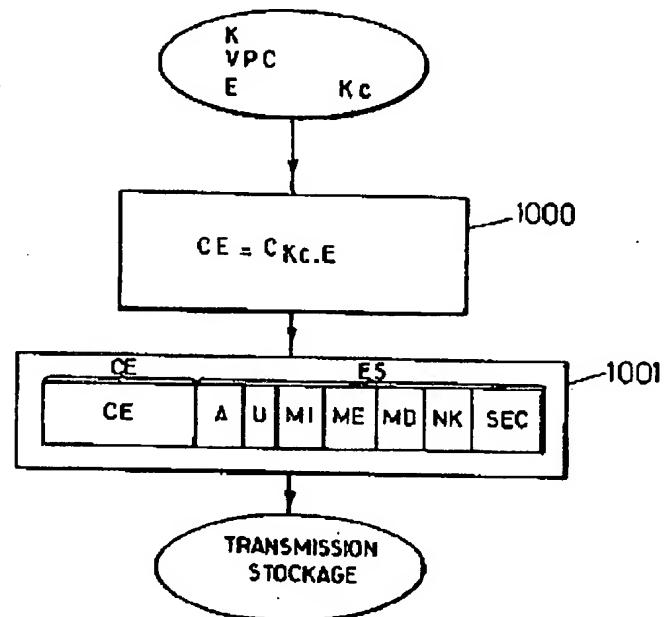 K
VPC
E Kc
1000
CE = CKc.E
CE ES
1001
CE A U MI ME MD NK SEC
TRANSMISSION
STOCKAGE